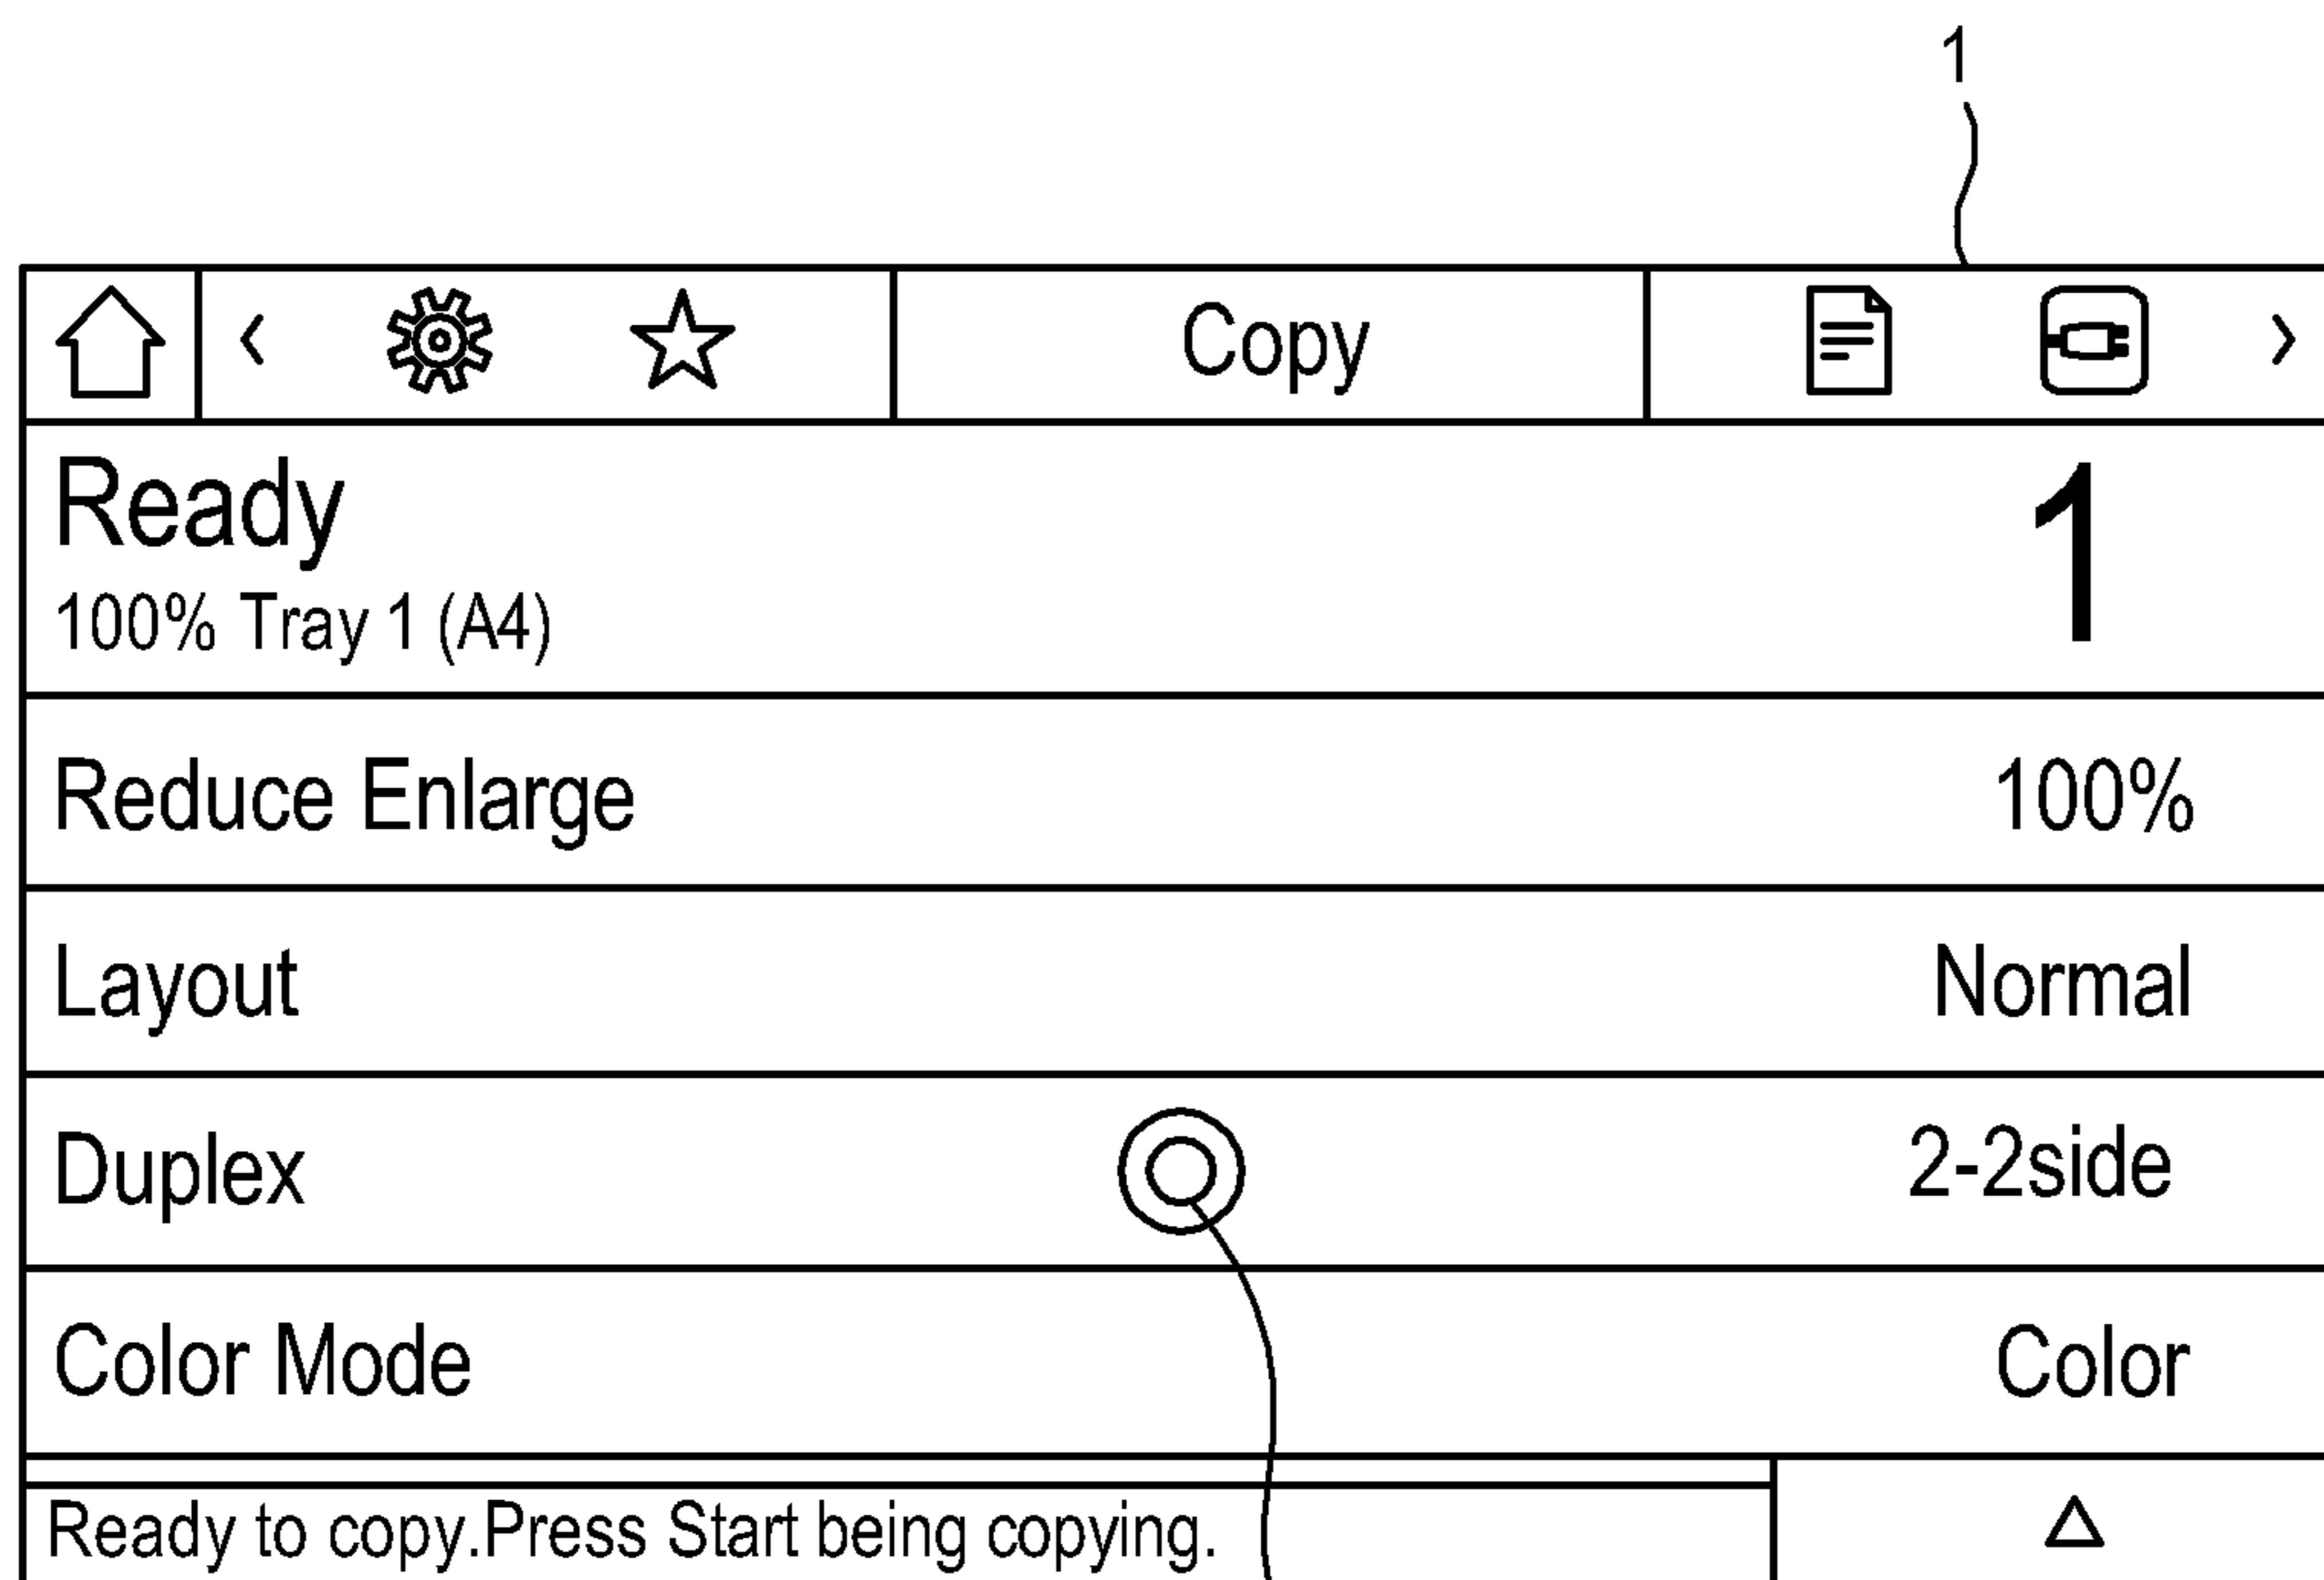 1
Copy
Ready 1
100% Tray 1 (A4)
Reduce Enlarge 100%
Layout Normal
Duplex 2-2side
Color Mode Color
Ready to copy.Press Start being copying.